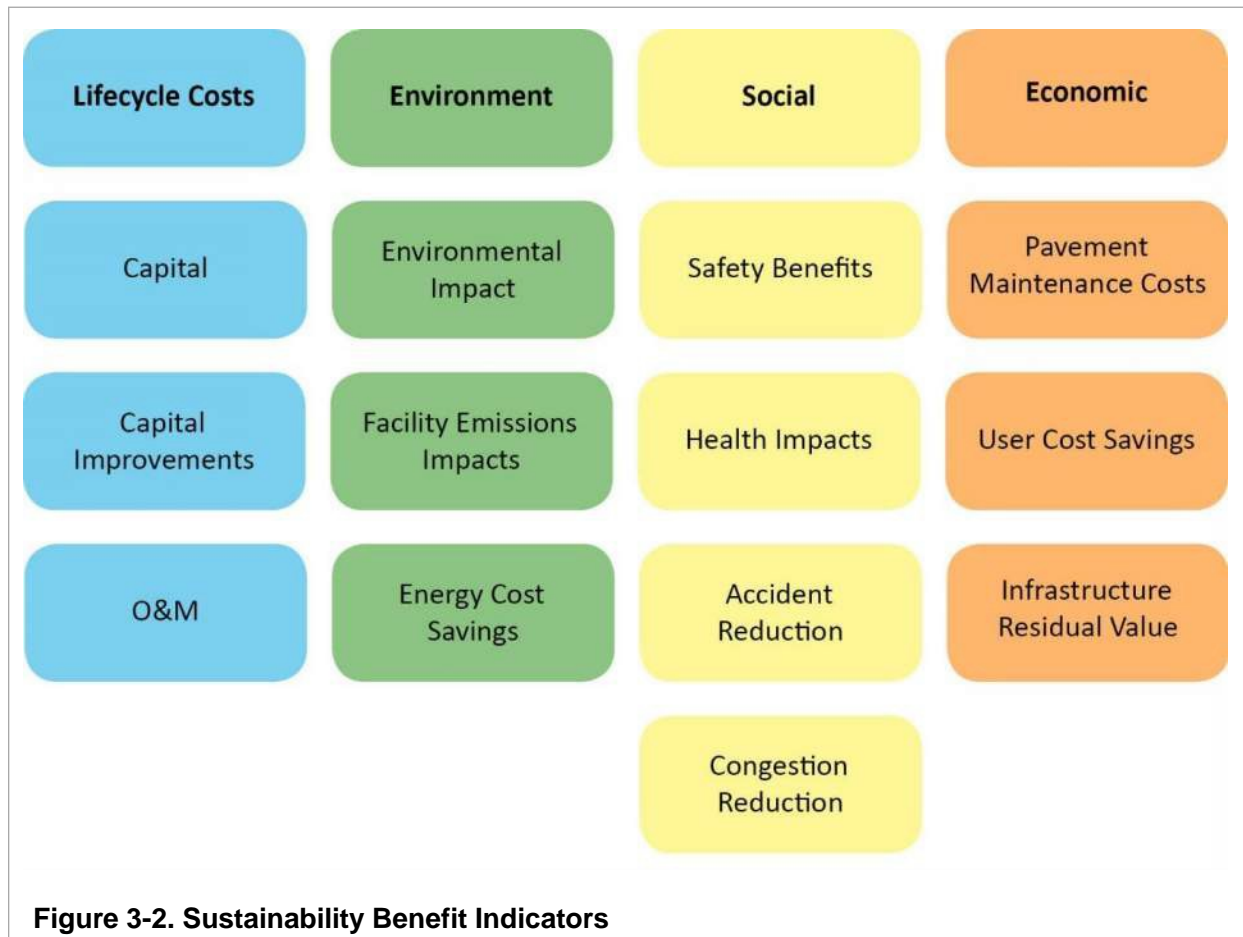 Lifecycle Costs
Environment
Social
Economic
Capital
Environmental
Impact
Safety Benefits
Pavement
Maintenance Costs
Capital
Improvements
Facility Emissions
Impacts
Health Impacts
User Cost Savings
O&M
Energy Cost
Savings
Accident
Reduction
Infrastructure
Residual Value
Congestion
Reduction
Figure 3-2. Sustainability Benefit Indicators